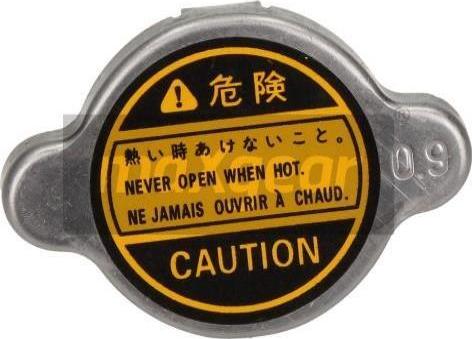 危険
熱い時あけないこと。
NEVER OPEN WHEN HOT.
NE JAMAIS OUVRIR À CHAUD.
CAUTION
0.9
maxgear